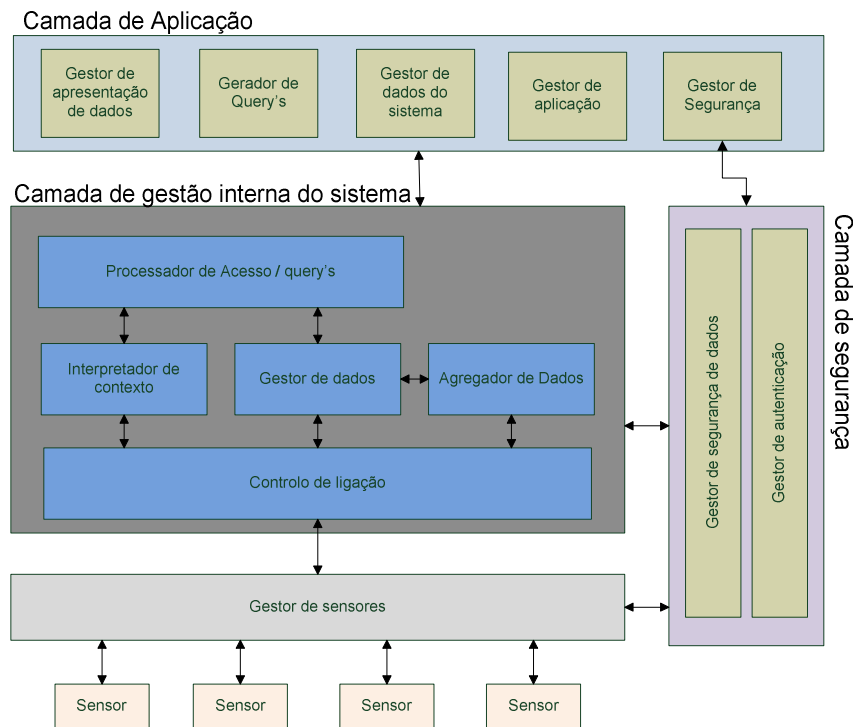 Camada de Aplicação
Gestor de
apresentação
de dados
Gerador de
Query's
Gestor de
dados do
sistema
Gestor de
aplicação
Gestor de
Segurança
Camada de gestão interna do sistema
Processador de Acesso / query's
Interpretador de
contexto
Gestor de dados
Agregador de Dados
Controlo de ligação
Gestor de segurança de dados
Gestor de autenticação
Camada de segurança
Gestor de sensores
Sensor
Sensor
Sensor
Sensor